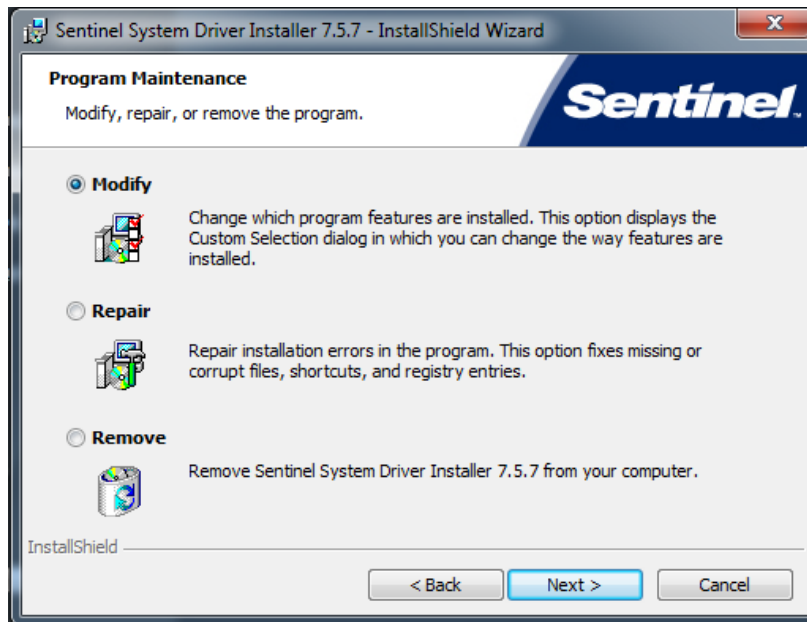 Sentinel System Driver Installer 7.5.7 - InstallShield Wizard
Program Maintenance
Modify, repair, or remove the program.
Sentinel™
Modify
Change which program features are installed. This option displays the
Custom Selection dialog in which you can change the way features are
installed.
Repair
Repair installation errors in the program. This option fixes missing or
corrupt files, shortcuts, and registry entries.
Remove
Remove Sentinel System Driver Installer 7.5.7 from your computer.
InstallShield
< Back
Next >
Cancel